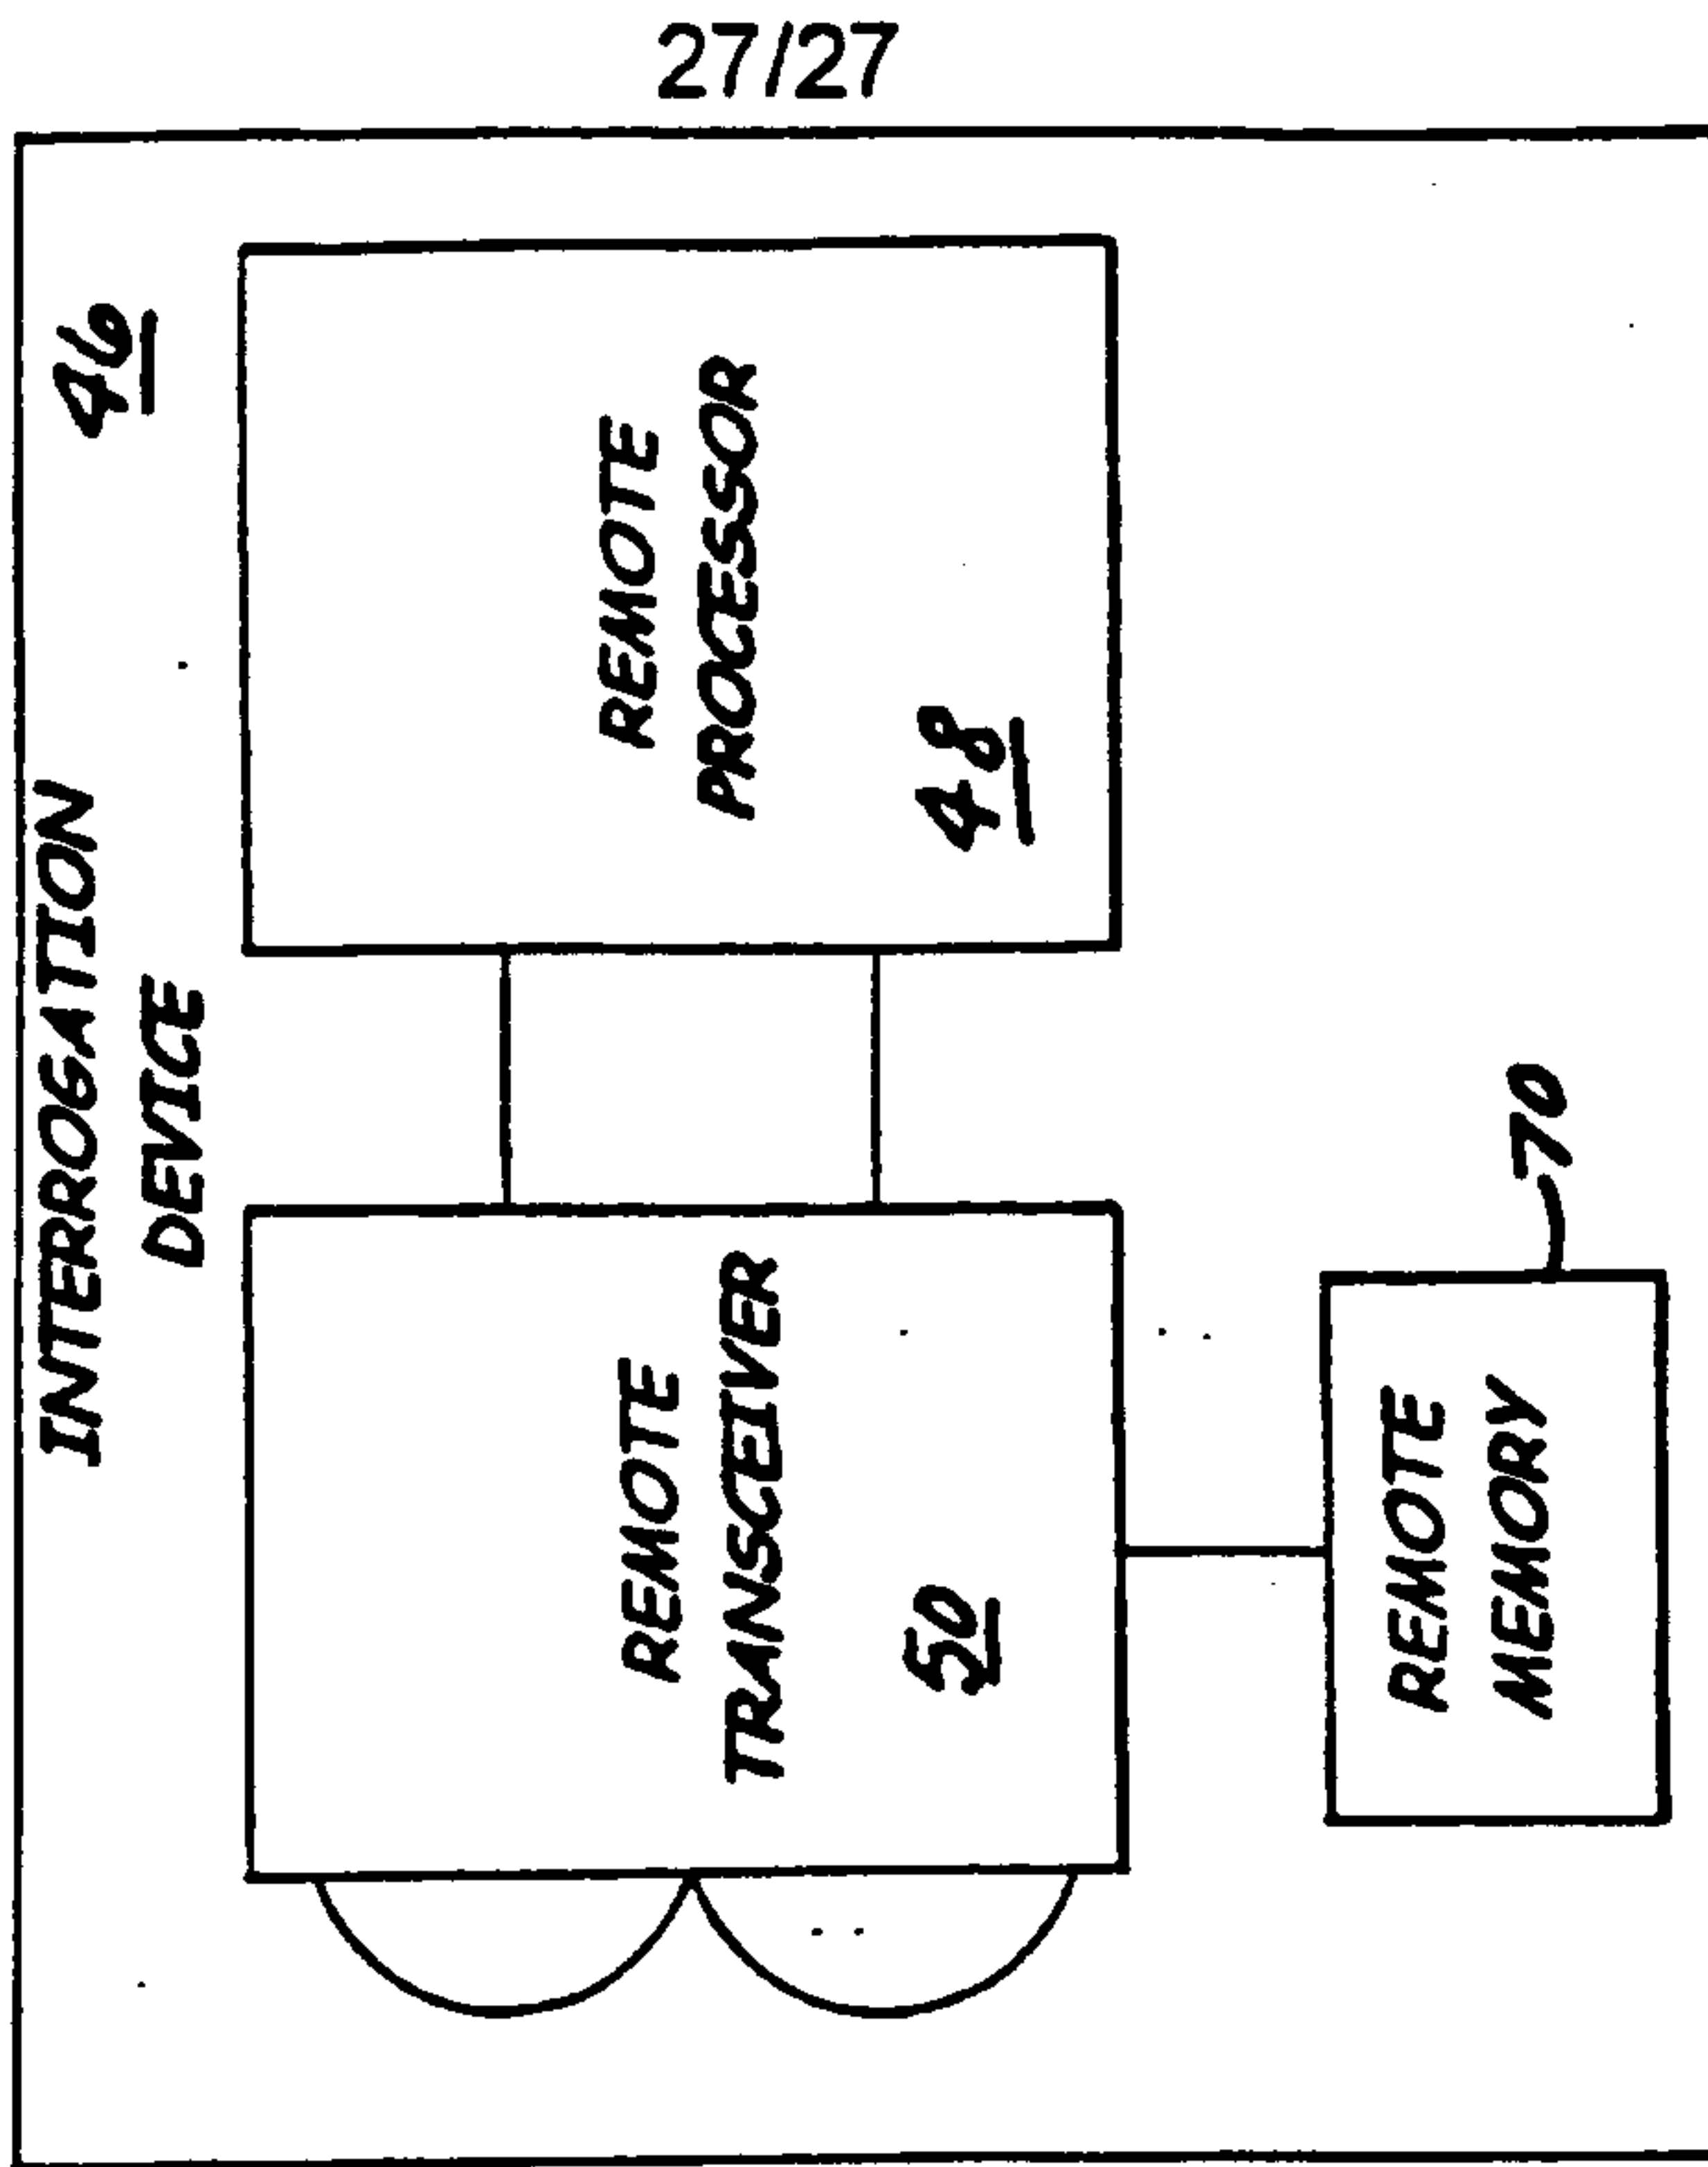 27/27
INTERROGATION
DEVICE
46
REMOTE
TRANSCEIVER
50
REMOTE
PROCESSOR
48
REMOTE
MEMORY
70